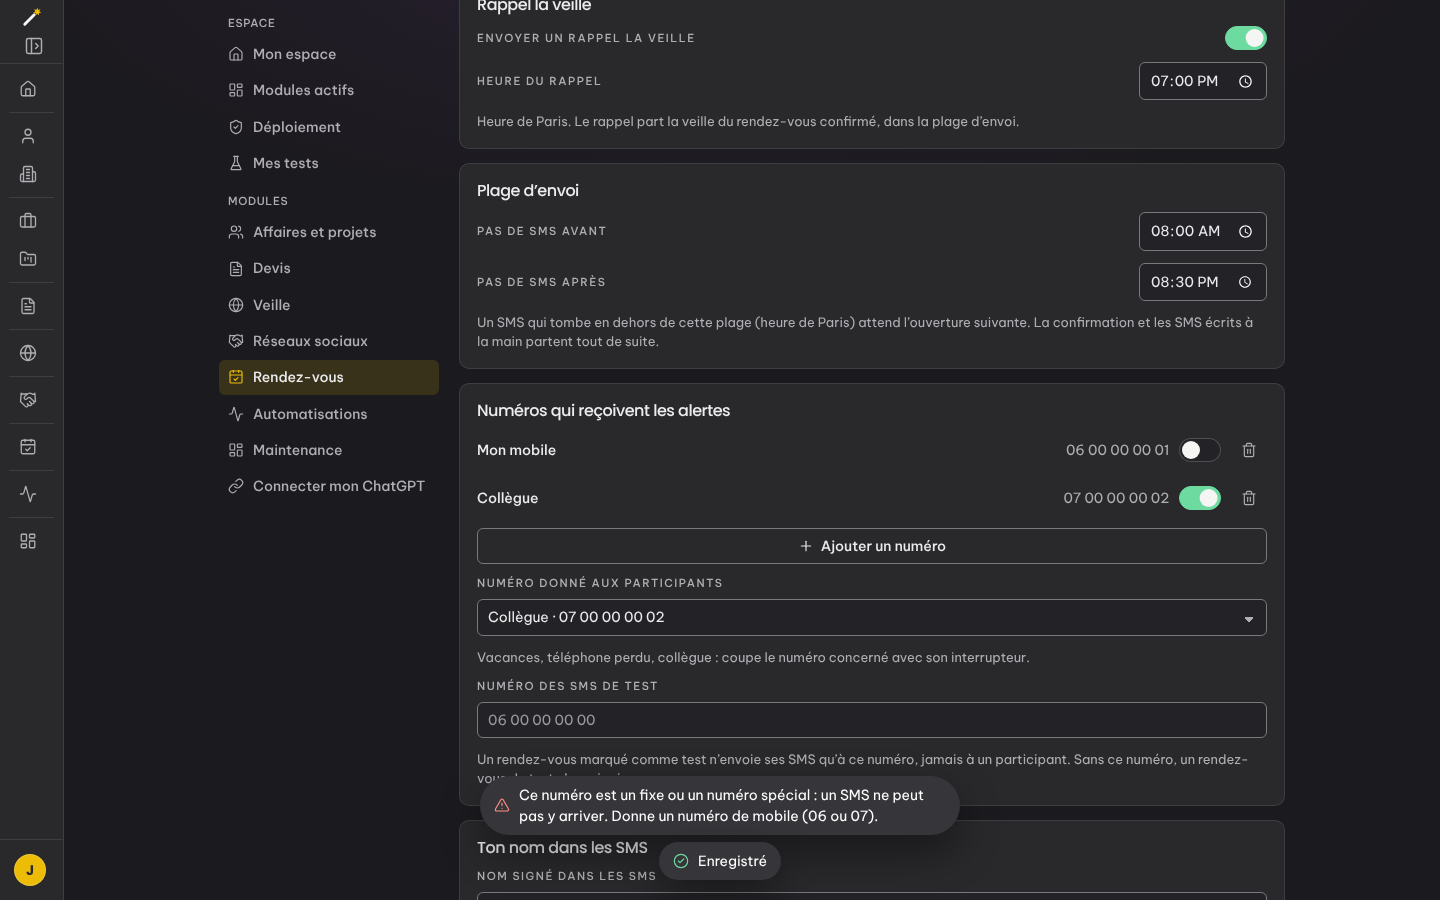 ESPACE
Mon espace
Modules actifs
Déploiement
Mes tests
MODULES
Affaires et projets
Devis
Veille
Réseaux sociaux
Rendez-vous
Automatisations
Maintenance
Connecter mon ChatGPT
J
Rappel la veille
ENVOYER UN RAPPEL LA VEILLE
HEURE DU RAPPEL
07:00 PM
Heure de Paris. Le rappel part la veille du rendez-vous confirmé, dans la plage d’envoi.
Plage d’envoi
PAS DE SMS AVANT
08:00 AM
PAS DE SMS APRÈS
08:30 PM
Un SMS qui tombe en dehors de cette plage (heure de Paris) attend l’ouverture suivante. La confirmation et les SMS écrits à
la main partent tout de suite.
Numéros qui reçoivent les alertes
Mon mobile
06 00 00 00 01
Collègue
07 00 00 00 02
Ajouter un numéro
NUMÉRO DONNÉ AUX PARTICIPANTS
Collègue · 07 00 00 00 02
Vacances, téléphone perdu, collègue : coupe le numéro concerné avec son interrupteur.
NUMÉRO DES SMS DE TEST
06 00 00 00 00
Un rendez-vous marqué comme test n’envoie ses SMS qu’à ce numéro, jamais à un participant. Sans ce numéro, un rendez-
Ce numéro est un fixe ou un numéro spécial : un SMS ne peut
pas y arriver. Donne un numéro de mobile (06 ou 07).
Ton nom dans les SMS
Enregistré
NOM SIGNÉ DANS LES SMS